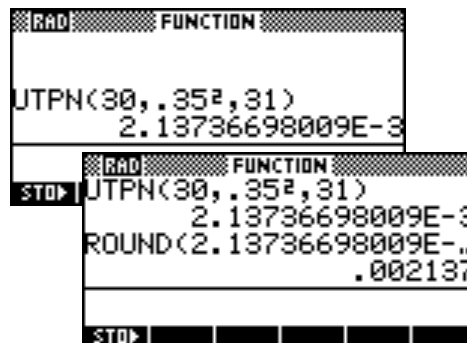 RAD FUNCTION
UTPN(30,.35²,31)
2.13736698009E-3
STO▶
RAD FUNCTION
UTPN(30,.35²,31)
2.13736698009E-3
ROUND(2.13736698009E-…
.002137
STO▶